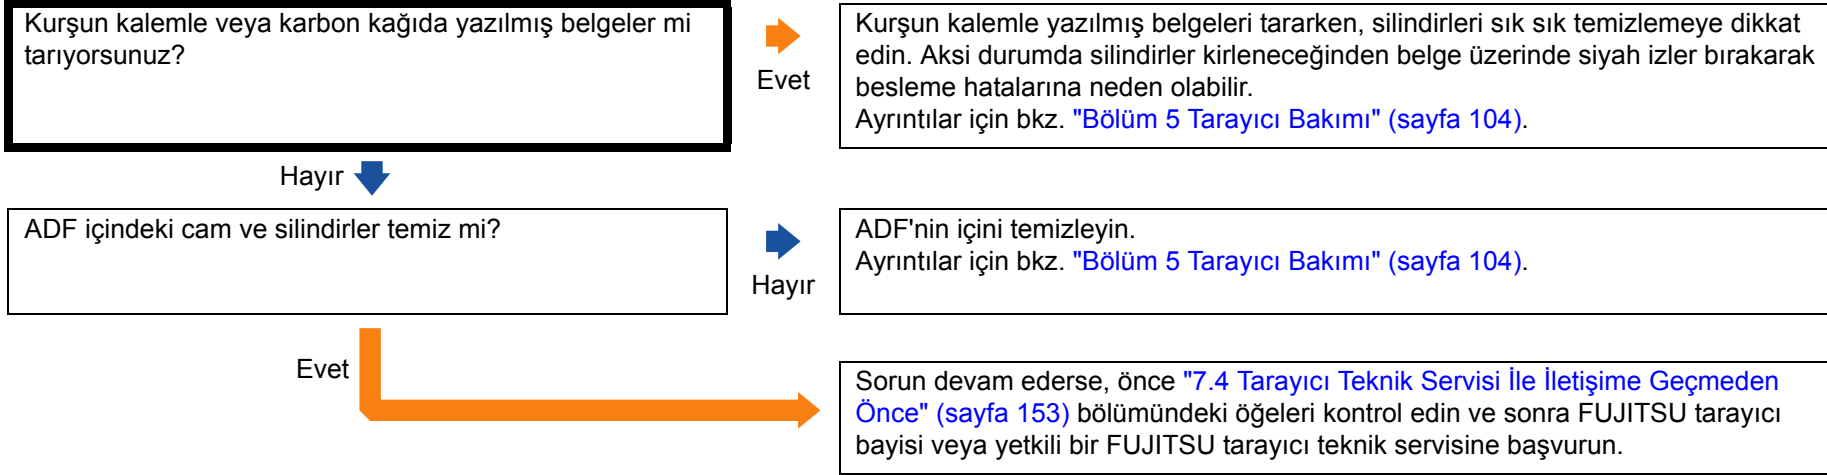 Kurşun kalemle veya karbon kağıda yazılmış belgeler mi
tarıyorsunuz?
Evet
Kurşun kalemle yazılmış belgeleri tararken, silindirleri sık sık temizlemeye dikkat
edin. Aksi durumda silindirler kirleneceğinden belge üzerinde siyah izler bırakarak
besleme hatalarına neden olabilir.
Ayrıntılar için bkz. "Bölüm 5 Tarayıcı Bakımı" (sayfa 104).
Hayır
ADF içindeki cam ve silindirler temiz mi?
Hayır
ADF'nin içini temizleyin.
Ayrıntılar için bkz. "Bölüm 5 Tarayıcı Bakımı" (sayfa 104).
Evet
Sorun devam ederse, önce "7.4 Tarayıcı Teknik Servisi İle İletişime Geçmeden
Önce" (sayfa 153) bölümündeki öğeleri kontrol edin ve sonra FUJITSU tarayıcı
bayisi veya yetkili bir FUJITSU tarayıcı teknik servisine başvurun.